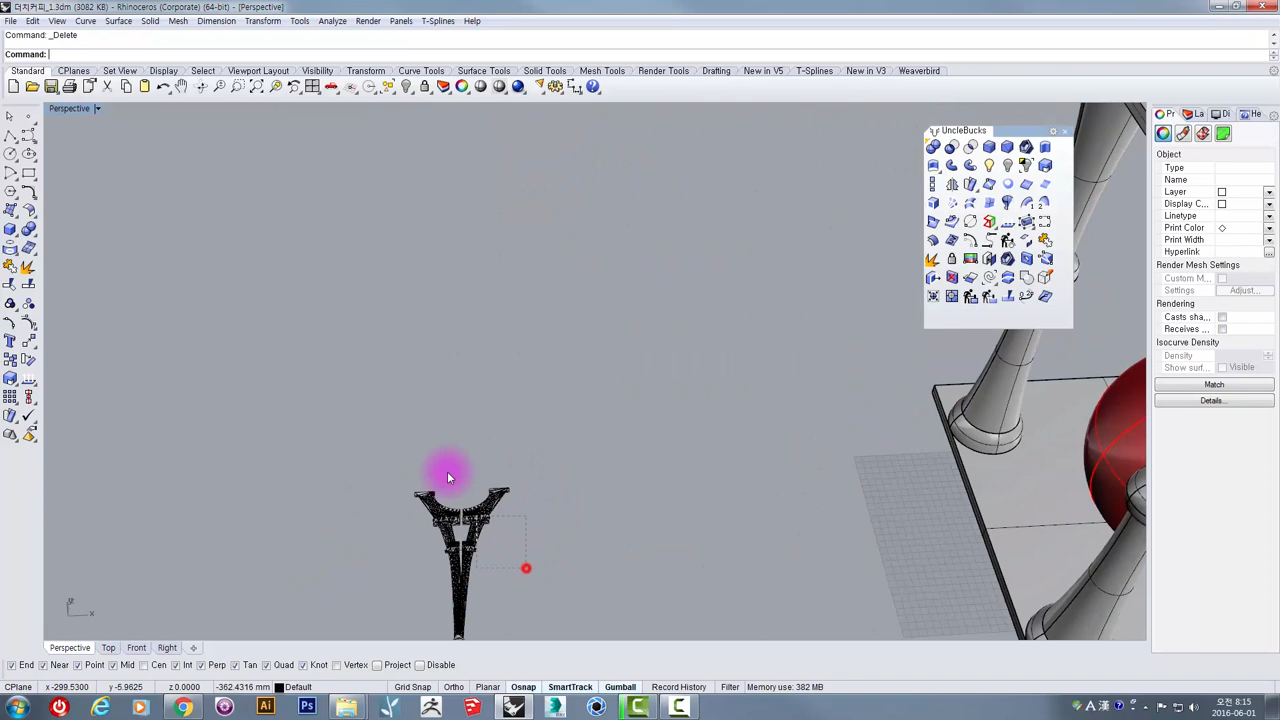 더치커피_1.3dm (3082 KB) - Rhinoceros (Corporate) (64-bit) - [Perspective]
File Edit View Curve Surface Solid Mesh Dimension Transform Tools Analyze Render Panels T-Splines Help
Command: _Delete
Command:
Standard CPlanes Set View Display Select Viewport Layout Visibility Transform Curve Tools Surface Tools Solid Tools Mesh Tools Render Tools Drafting New in V5 T-Splines New in V3 Weaverbird
Perspective
UncleBucks
Pr La Di He
Object
Type
Name
Layer
Display C...
Linetype
Print Color
Print Width
Hyperlink
Render Mesh Settings
Custom M...
Settings Adjust...
Rendering
Casts sha...
Receives ...
Isocurve Density
Density
Show surf... Visible
Match
Details...
x
Perspective Top Front Right
End Near Point Mid Cen Int Perp Tan Quad Knot Vertex Project Disable
CPlane x -299.5300 y -5.9625 z 0.0000 -362.4316 mm Default Grid Snap Ortho Planar Osnap SmartTrack Gumball Record History Filter Memory use: 382 MB
Ai Ps A 漢 오전 8:15
2016-06-01